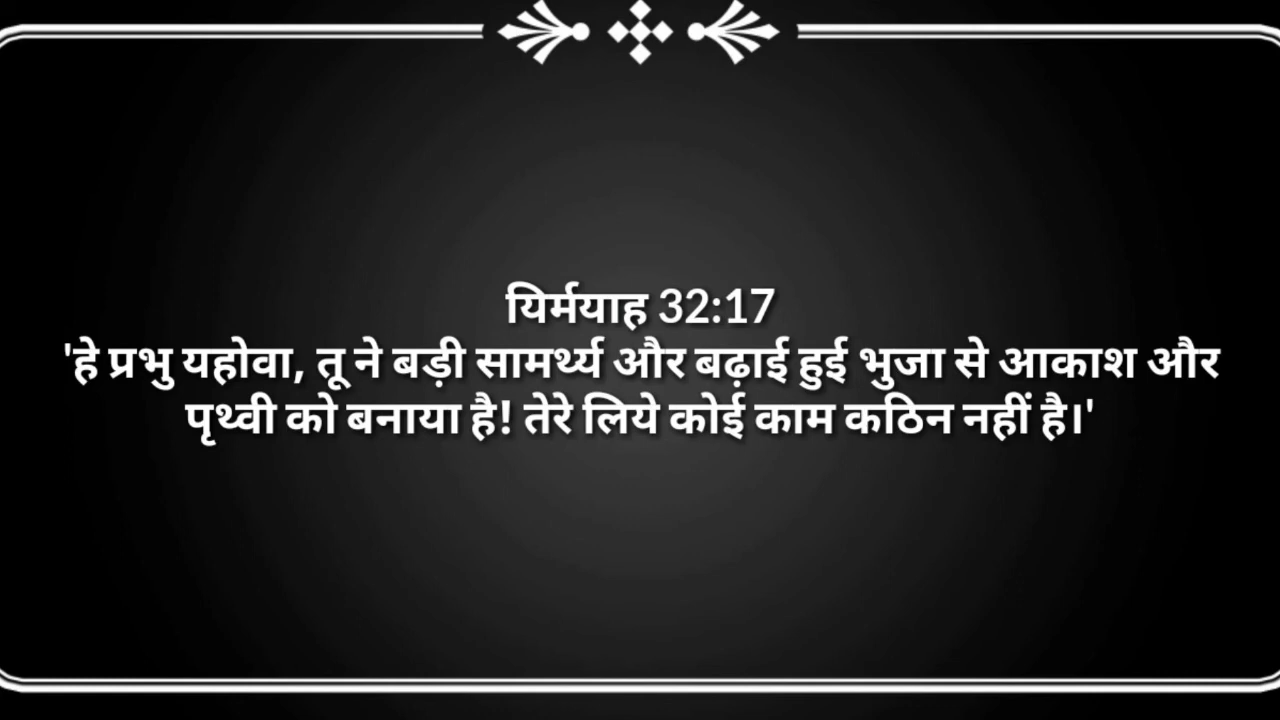 यिर्मयाह 32:17
'हे प्रभु यहोवा, तू ने बड़ी सामर्थ्य और बढ़ाई हुई भुजा से आकाश और
पृथ्वी को बनाया है! तेरे लिये कोई काम कठिन नहीं है।'